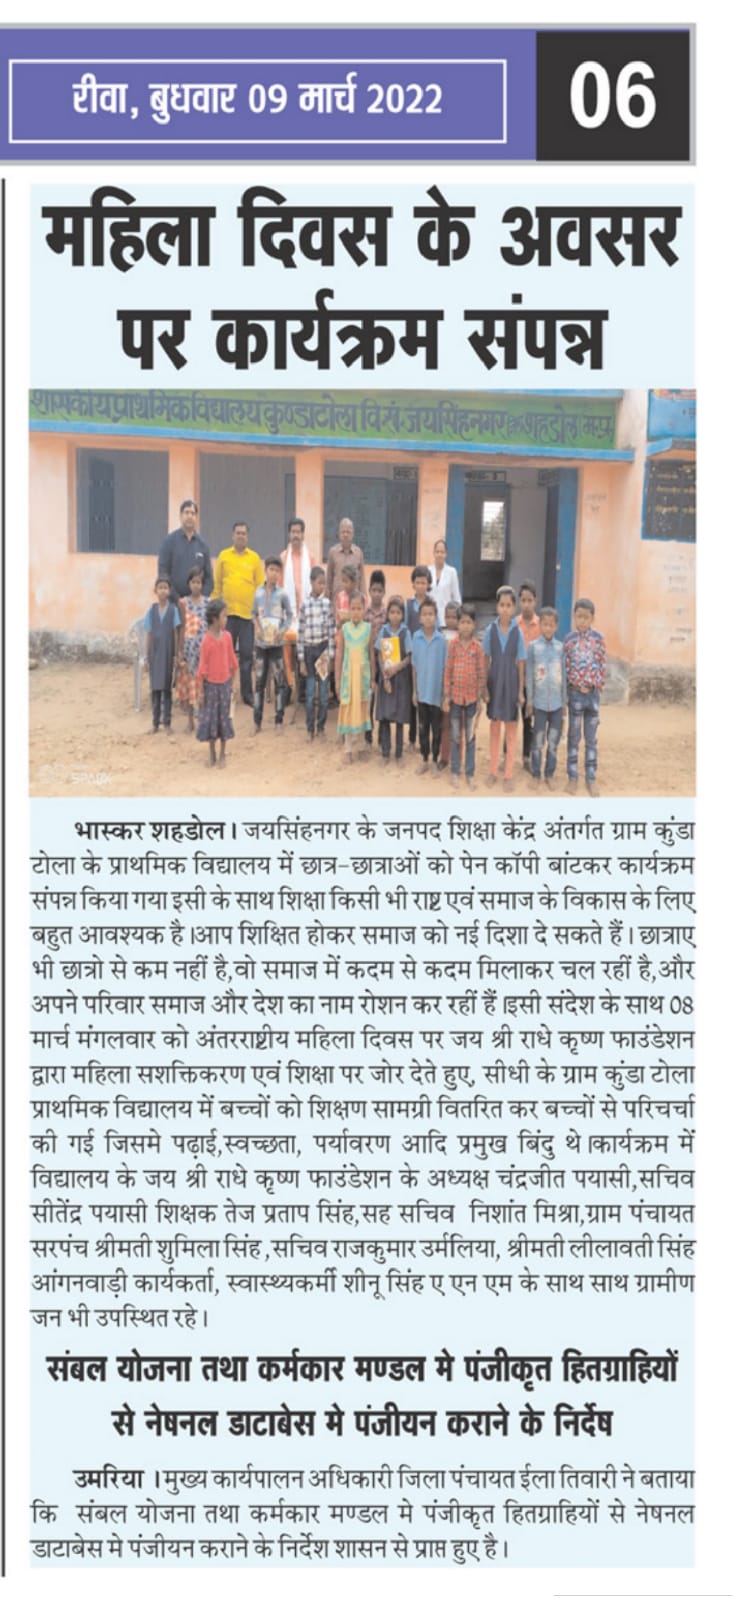 रीवा, बुधवार 09 मार्च 2022
06
महिला दिवस के अवसर
पर कार्यक्रम संपन्न
शासकीय प्राथमिक विद्यालय कुण्डाटोला वि.सं. जयसिंहनगर शहडोल म.प्र.
SPARK
भास्कर शहडोल। जयसिंहनगर के जनपद शिक्षा केंद्र अंतर्गत ग्राम कुंडा
टोला के प्राथमिक विद्यालय में छात्र-छात्राओं को पेन कॉपी बांटकर कार्यक्रम
संपन्न किया गया इसी के साथ शिक्षा किसी भी राष्ट्र एवं समाज के विकास के लिए
बहुत आवश्यक है।आप शिक्षित होकर समाज को नई दिशा दे सकते हैं। छात्राए
भी छात्रो से कम नहीं है,वो समाज में कदम से कदम मिलाकर चल रहीं है,और
अपने परिवार समाज और देश का नाम रोशन कर रहीं हैं।इसी संदेश के साथ 08
मार्च मंगलवार को अंतरराष्ट्रीय महिला दिवस पर जय श्री राधे कृष्ण फाउंडेशन
द्वारा महिला सशक्तिकरण एवं शिक्षा पर जोर देते हुए, सीधी के ग्राम कुंडा टोला
प्राथमिक विद्यालय में बच्चों को शिक्षण सामग्री वितरित कर बच्चों से परिचर्चा
की गई जिसमे पढ़ाई,स्वच्छता, पर्यावरण आदि प्रमुख बिंदु थे।कार्यक्रम में
विद्यालय के जय श्री राधे कृष्ण फाउंडेशन के अध्यक्ष चंद्रजीत पयासी,सचिव
सीतेंद्र पयासी शिक्षक तेज प्रताप सिंह,सह सचिव निशांत मिश्रा,ग्राम पंचायत
सरपंच श्रीमती शुमिला सिंह,सचिव राजकुमार उर्मलिया, श्रीमती लीलावती सिंह
आंगनवाड़ी कार्यकर्ता, स्वास्थ्यकर्मी शीनू सिंह ए एन एम के साथ साथ ग्रामीण
जन भी उपस्थित रहे।
संबल योजना तथा कर्मकार मण्डल मे पंजीकृत हितग्राहियों
से नेषनल डाटाबेस मे पंजीयन कराने के निर्देष
उमरिया।मुख्य कार्यपालन अधिकारी जिला पंचायत ईला तिवारी ने बताया
कि संबल योजना तथा कर्मकार मण्डल मे पंजीकृत हितग्राहियों से नेषनल
डाटाबेस मे पंजीयन कराने के निर्देश शासन से प्राप्त हुए है।